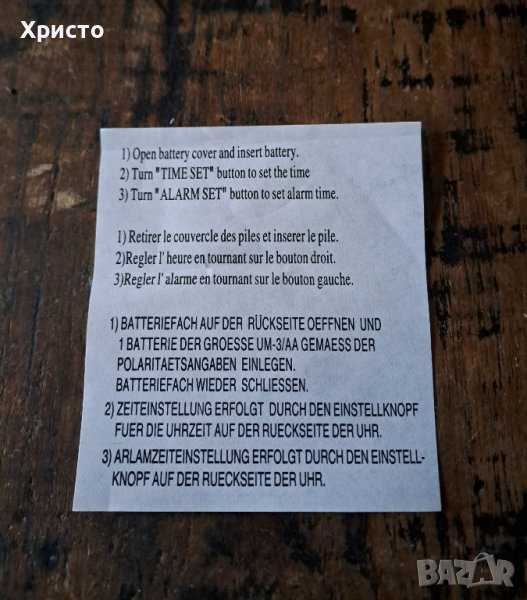 Христо
1) Open battery cover and insert battery.
2) Turn "TIME SET" button to set the time
3) Turn "ALARM SET" button to set alarm time.
1) Retirer le couvercle des piles et inserer le pile.
2)Regler l' heure en tournant sur le bouton droit.
3)Regler l' alarme en tournant sur le bouton gauche.
1) BATTERIEFACH AUF DER RÜCKSEITE OEFFNEN UND
1 BATTERIE DER GROESSE UM-3/AA GEMAESS DER
POLARITAETSANGABEN EINLEGEN.
BATTERIEFACH WIEDER SCHLIESSEN.
2) ZEITEINSTELLUNG ERFOLGT DURCH DEN EINSTELLKNOPF
FUER DIE UHRZEIT AUF DER RUECKSEITE DER UHR.
3) ARLAMZEITEINSTELLUNG ERFOLGT DURCH DEN EINSTELL-
KNOPF AUF DER RUECKSEITE DER UHR.
BAZAR